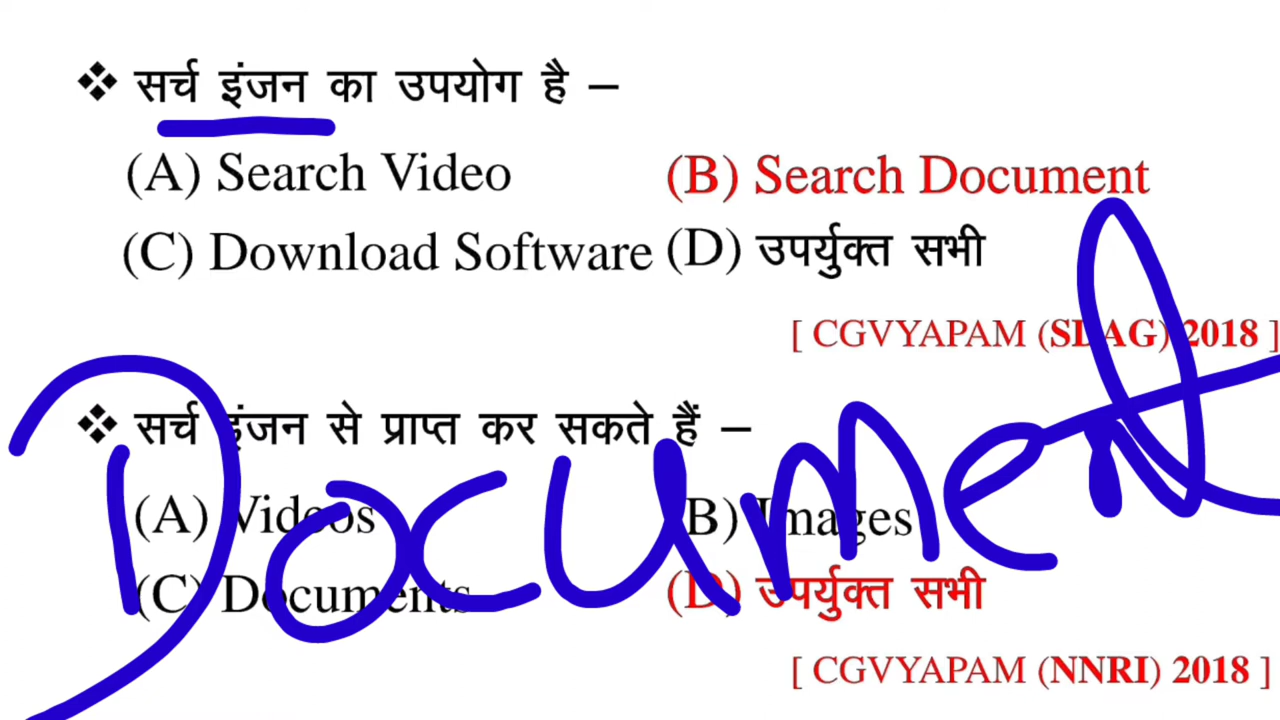 ❖ सर्च इंजन का उपयोग है –
(A) Search Video (B) Search Document
(C) Download Software (D) उपर्युक्त सभी
[ CGVYAPAM (SDAG) 2018 ]
❖ सर्च इंजन से प्राप्त कर सकते हैं –
(A) Videos (B) Images
(C) Documents (D) उपर्युक्त सभी
Document
[ CGVYAPAM (NNRI) 2018 ]